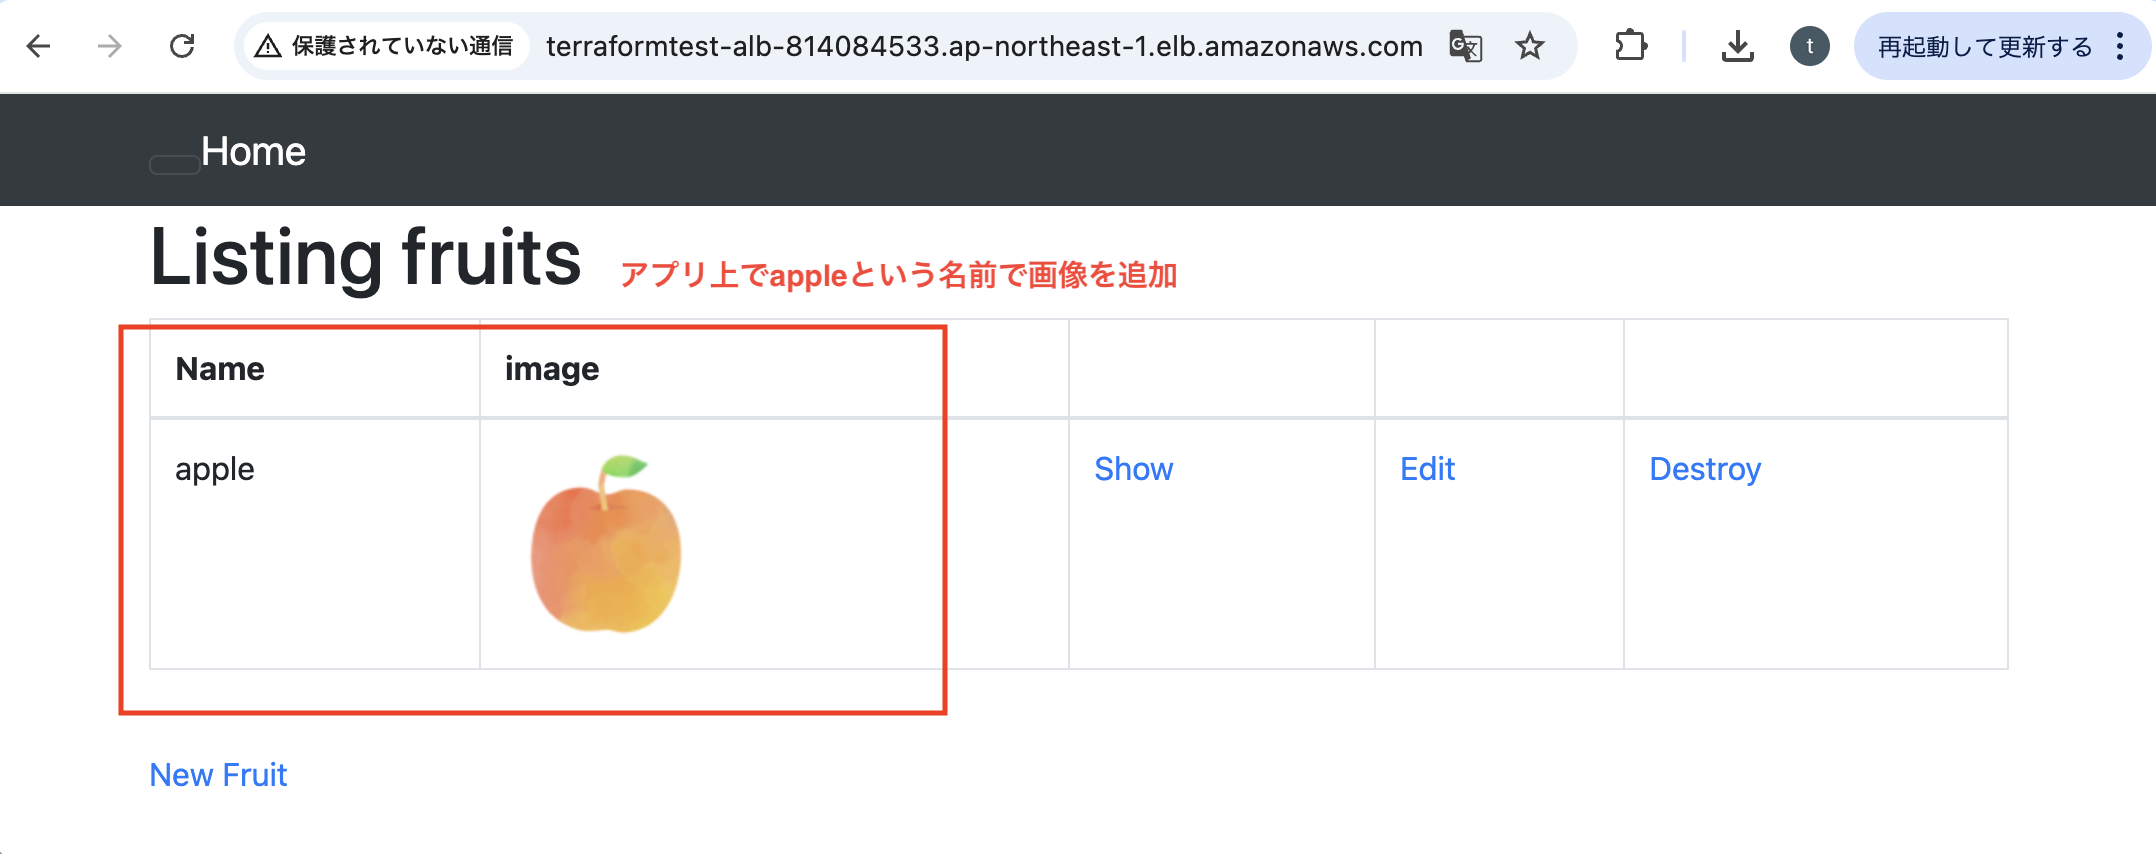 保護されていない通信 terraformtest-alb-814084533.ap-northeast-1.elb.amazonaws.com t 再起動して更新する
Home
Listing fruits
アプリ上でappleという名前で画像を追加
Name image
apple Show Edit Destroy
New Fruit